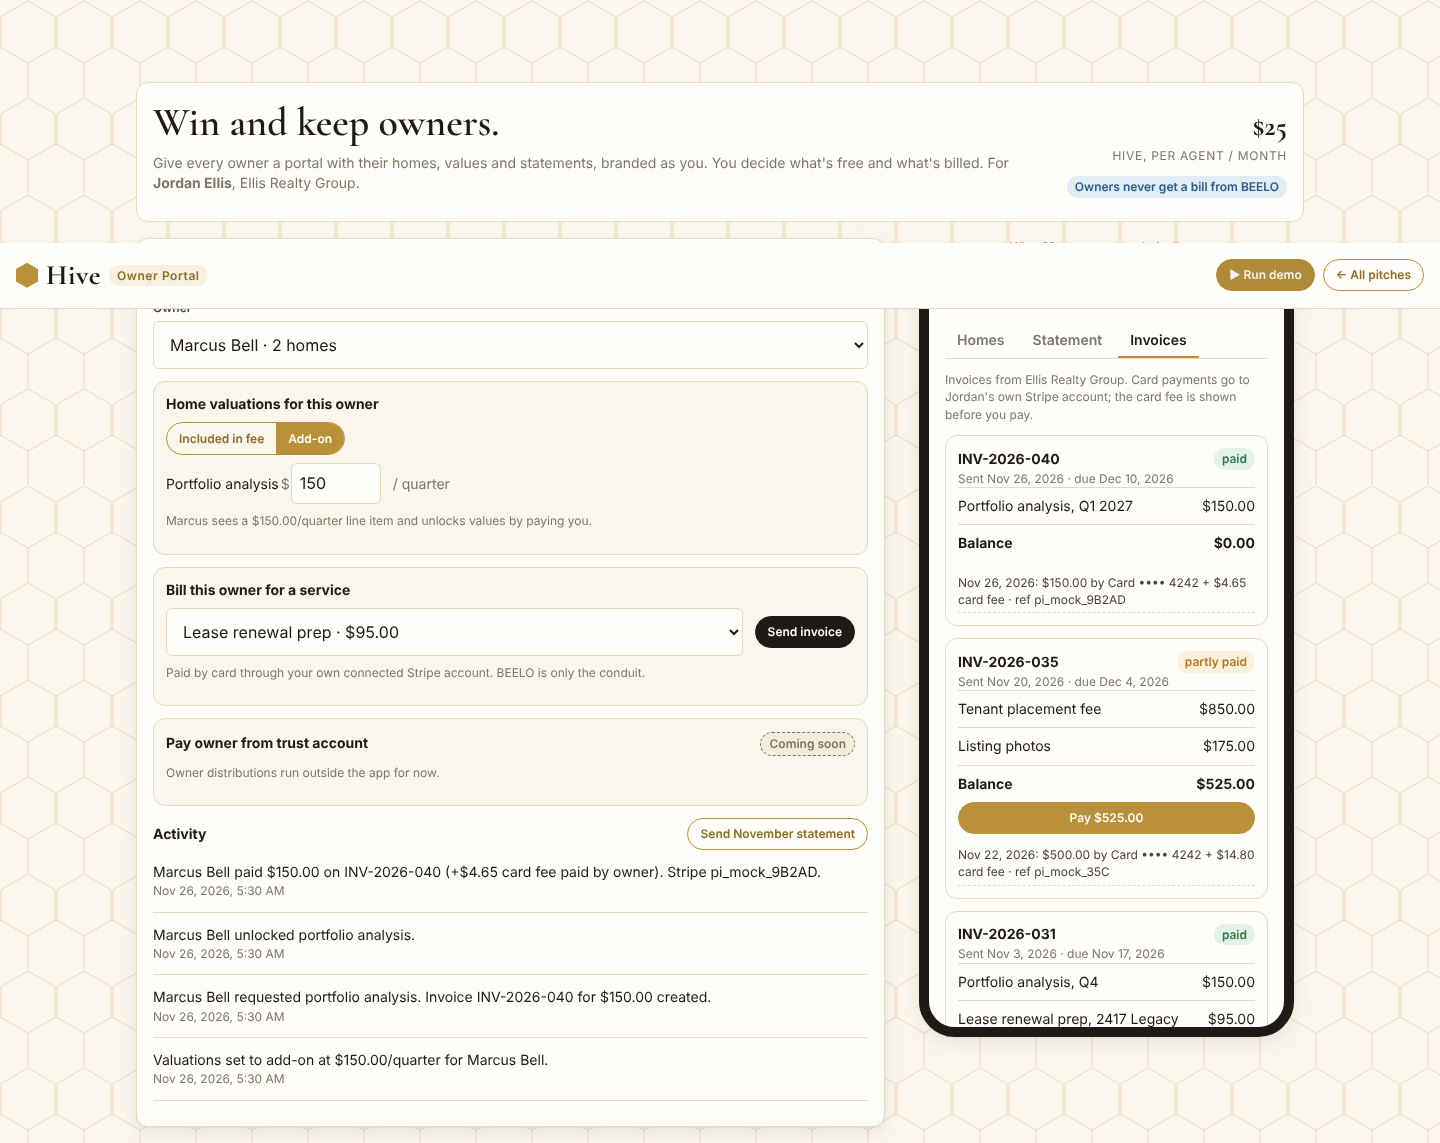 Win and keep owners.
Give every owner a portal with their homes, values and statements, branded as you. You decide what's free and what's billed. For
Jordan Ellis, Ellis Realty Group.
$25
HIVE, PER AGENT / MONTH
Owners never get a bill from BEELO
Hive
Owner Portal
▶ Run demo
← All pitches
Owner
Marcus Bell · 2 homes
Home valuations for this owner
Included in fee
Add-on
Portfolio analysis $ 150 / quarter
Marcus sees a $150.00/quarter line item and unlocks values by paying you.
Bill this owner for a service
Lease renewal prep · $95.00
Send invoice
Paid by card through your own connected Stripe account. BEELO is only the conduit.
Pay owner from trust account
Coming soon
Owner distributions run outside the app for now.
Activity
Send November statement
Marcus Bell paid $150.00 on INV-2026-040 (+$4.65 card fee paid by owner). Stripe pi_mock_9B2AD.
Nov 26, 2026, 5:30 AM
Marcus Bell unlocked portfolio analysis.
Nov 26, 2026, 5:30 AM
Marcus Bell requested portfolio analysis. Invoice INV-2026-040 for $150.00 created.
Nov 26, 2026, 5:30 AM
Valuations set to add-on at $150.00/quarter for Marcus Bell.
Nov 26, 2026, 5:30 AM
Homes
Statement
Invoices
Invoices from Ellis Realty Group. Card payments go to
Jordan's own Stripe account; the card fee is shown
before you pay.
INV-2026-040
paid
Sent Nov 26, 2026 · due Dec 10, 2026
Portfolio analysis, Q1 2027 $150.00
Balance $0.00
Nov 26, 2026: $150.00 by Card •••• 4242 + $4.65
card fee · ref pi_mock_9B2AD
INV-2026-035
partly paid
Sent Nov 20, 2026 · due Dec 4, 2026
Tenant placement fee $850.00
Listing photos $175.00
Balance $525.00
Pay $525.00
Nov 22, 2026: $500.00 by Card •••• 4242 + $14.80
card fee · ref pi_mock_35C
INV-2026-031
paid
Sent Nov 3, 2026 · due Nov 17, 2026
Portfolio analysis, Q4 $150.00
Lease renewal prep, 2417 Legacy $95.00